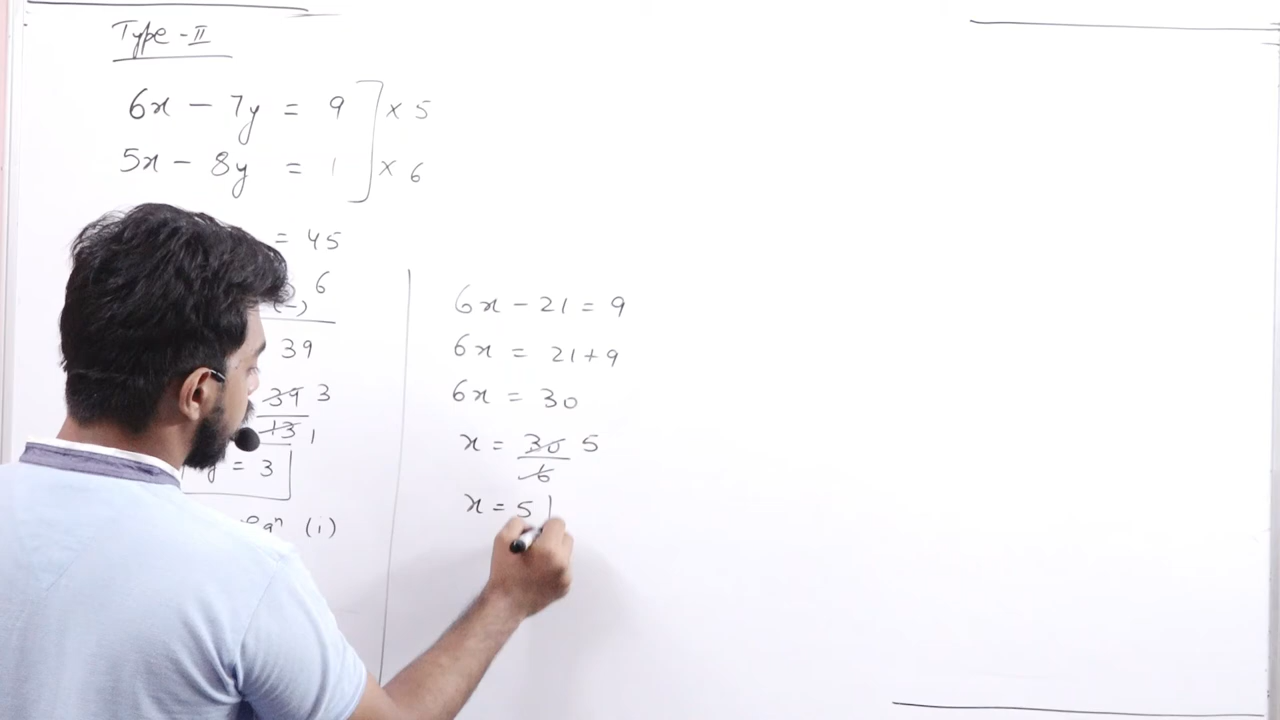 Type - II
6x - 7y = 9 ] × 5
5x - 8y = 1 ] × 6
= 45
6
(-)
39
39 3
13 1
y = 3
eqn (i)
6x - 21 = 9
6x = 21 + 9
6x = 30
x = 30 5
6
x = 5